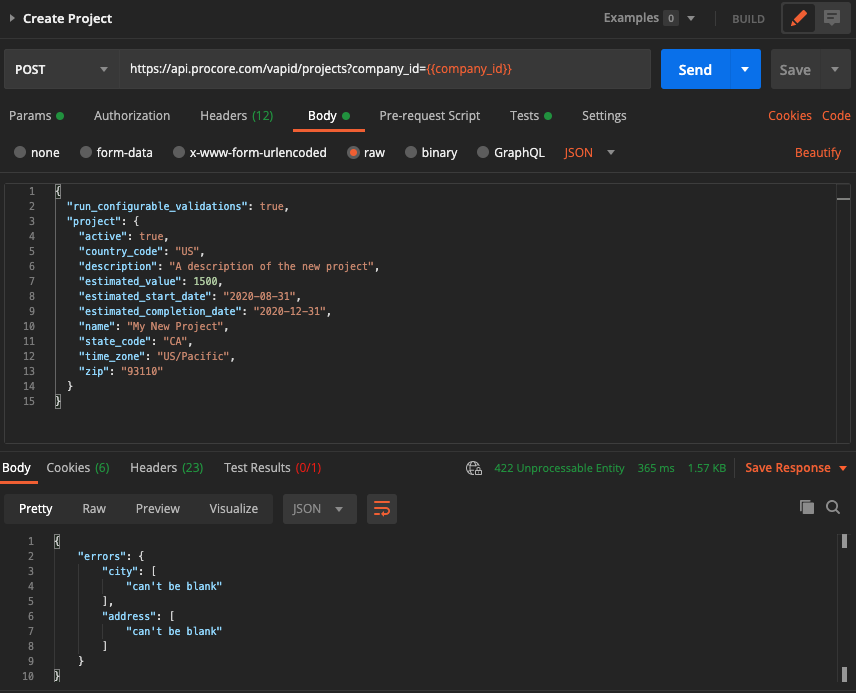 Create Project
Examples 0 BUILD
POST https://api.procore.com/vapid/projects?company_id={{company_id}} Send Save
Params Authorization Headers (12) Body Pre-request Script Tests Settings Cookies Code
none form-data x-www-form-urlencoded raw binary GraphQL JSON Beautify
1 {
2 "run_configurable_validations": true,
3 "project": {
4 "active": true,
5 "country_code": "US",
6 "description": "A description of the new project",
7 "estimated_value": 1500,
8 "estimated_start_date": "2020-08-31",
9 "estimated_completion_date": "2020-12-31",
10 "name": "My New Project",
11 "state_code": "CA",
12 "time_zone": "US/Pacific",
13 "zip": "93110"
14 }
15 }
Body Cookies (6) Headers (23) Test Results (0/1) 422 Unprocessable Entity 365 ms 1.57 KB Save Response
Pretty Raw Preview Visualize JSON
1 {
2 "errors": {
3 "city": [
4 "can't be blank"
5 ],
6 "address": [
7 "can't be blank"
8 ]
9 }
10 }